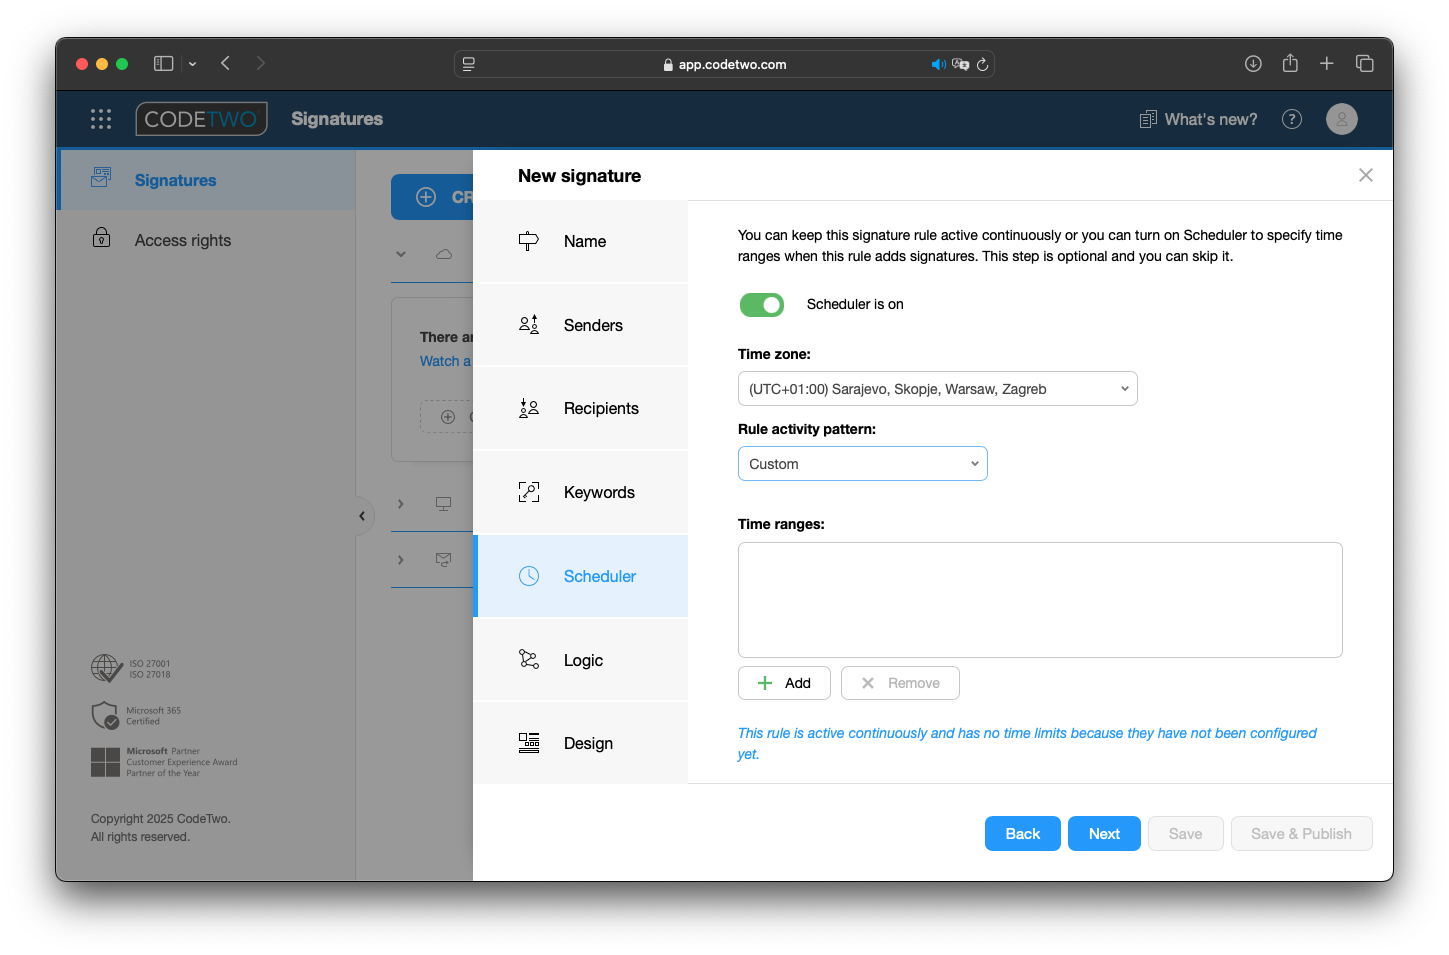 app.codetwo.com
CODETWO
Signatures
What's new?
Signatures
Access rights
CR
There a
Watch a
ISO 27001
ISO 27018
Microsoft 365
Certified
Microsoft Partner
Customer Experience Award
Partner of the Year
Copyright 2025 CodeTwo.
All rights reserved.
New signature
Name
Senders
Recipients
Keywords
Scheduler
Logic
Design
You can keep this signature rule active continuously or you can turn on Scheduler to specify time
ranges when this rule adds signatures. This step is optional and you can skip it.
Scheduler is on
Time zone:
(UTC+01:00) Sarajevo, Skopje, Warsaw, Zagreb
Rule activity pattern:
Custom
Time ranges:
Add
Remove
This rule is active continuously and has no time limits because they have not been configured
yet.
Back
Next
Save
Save & Publish